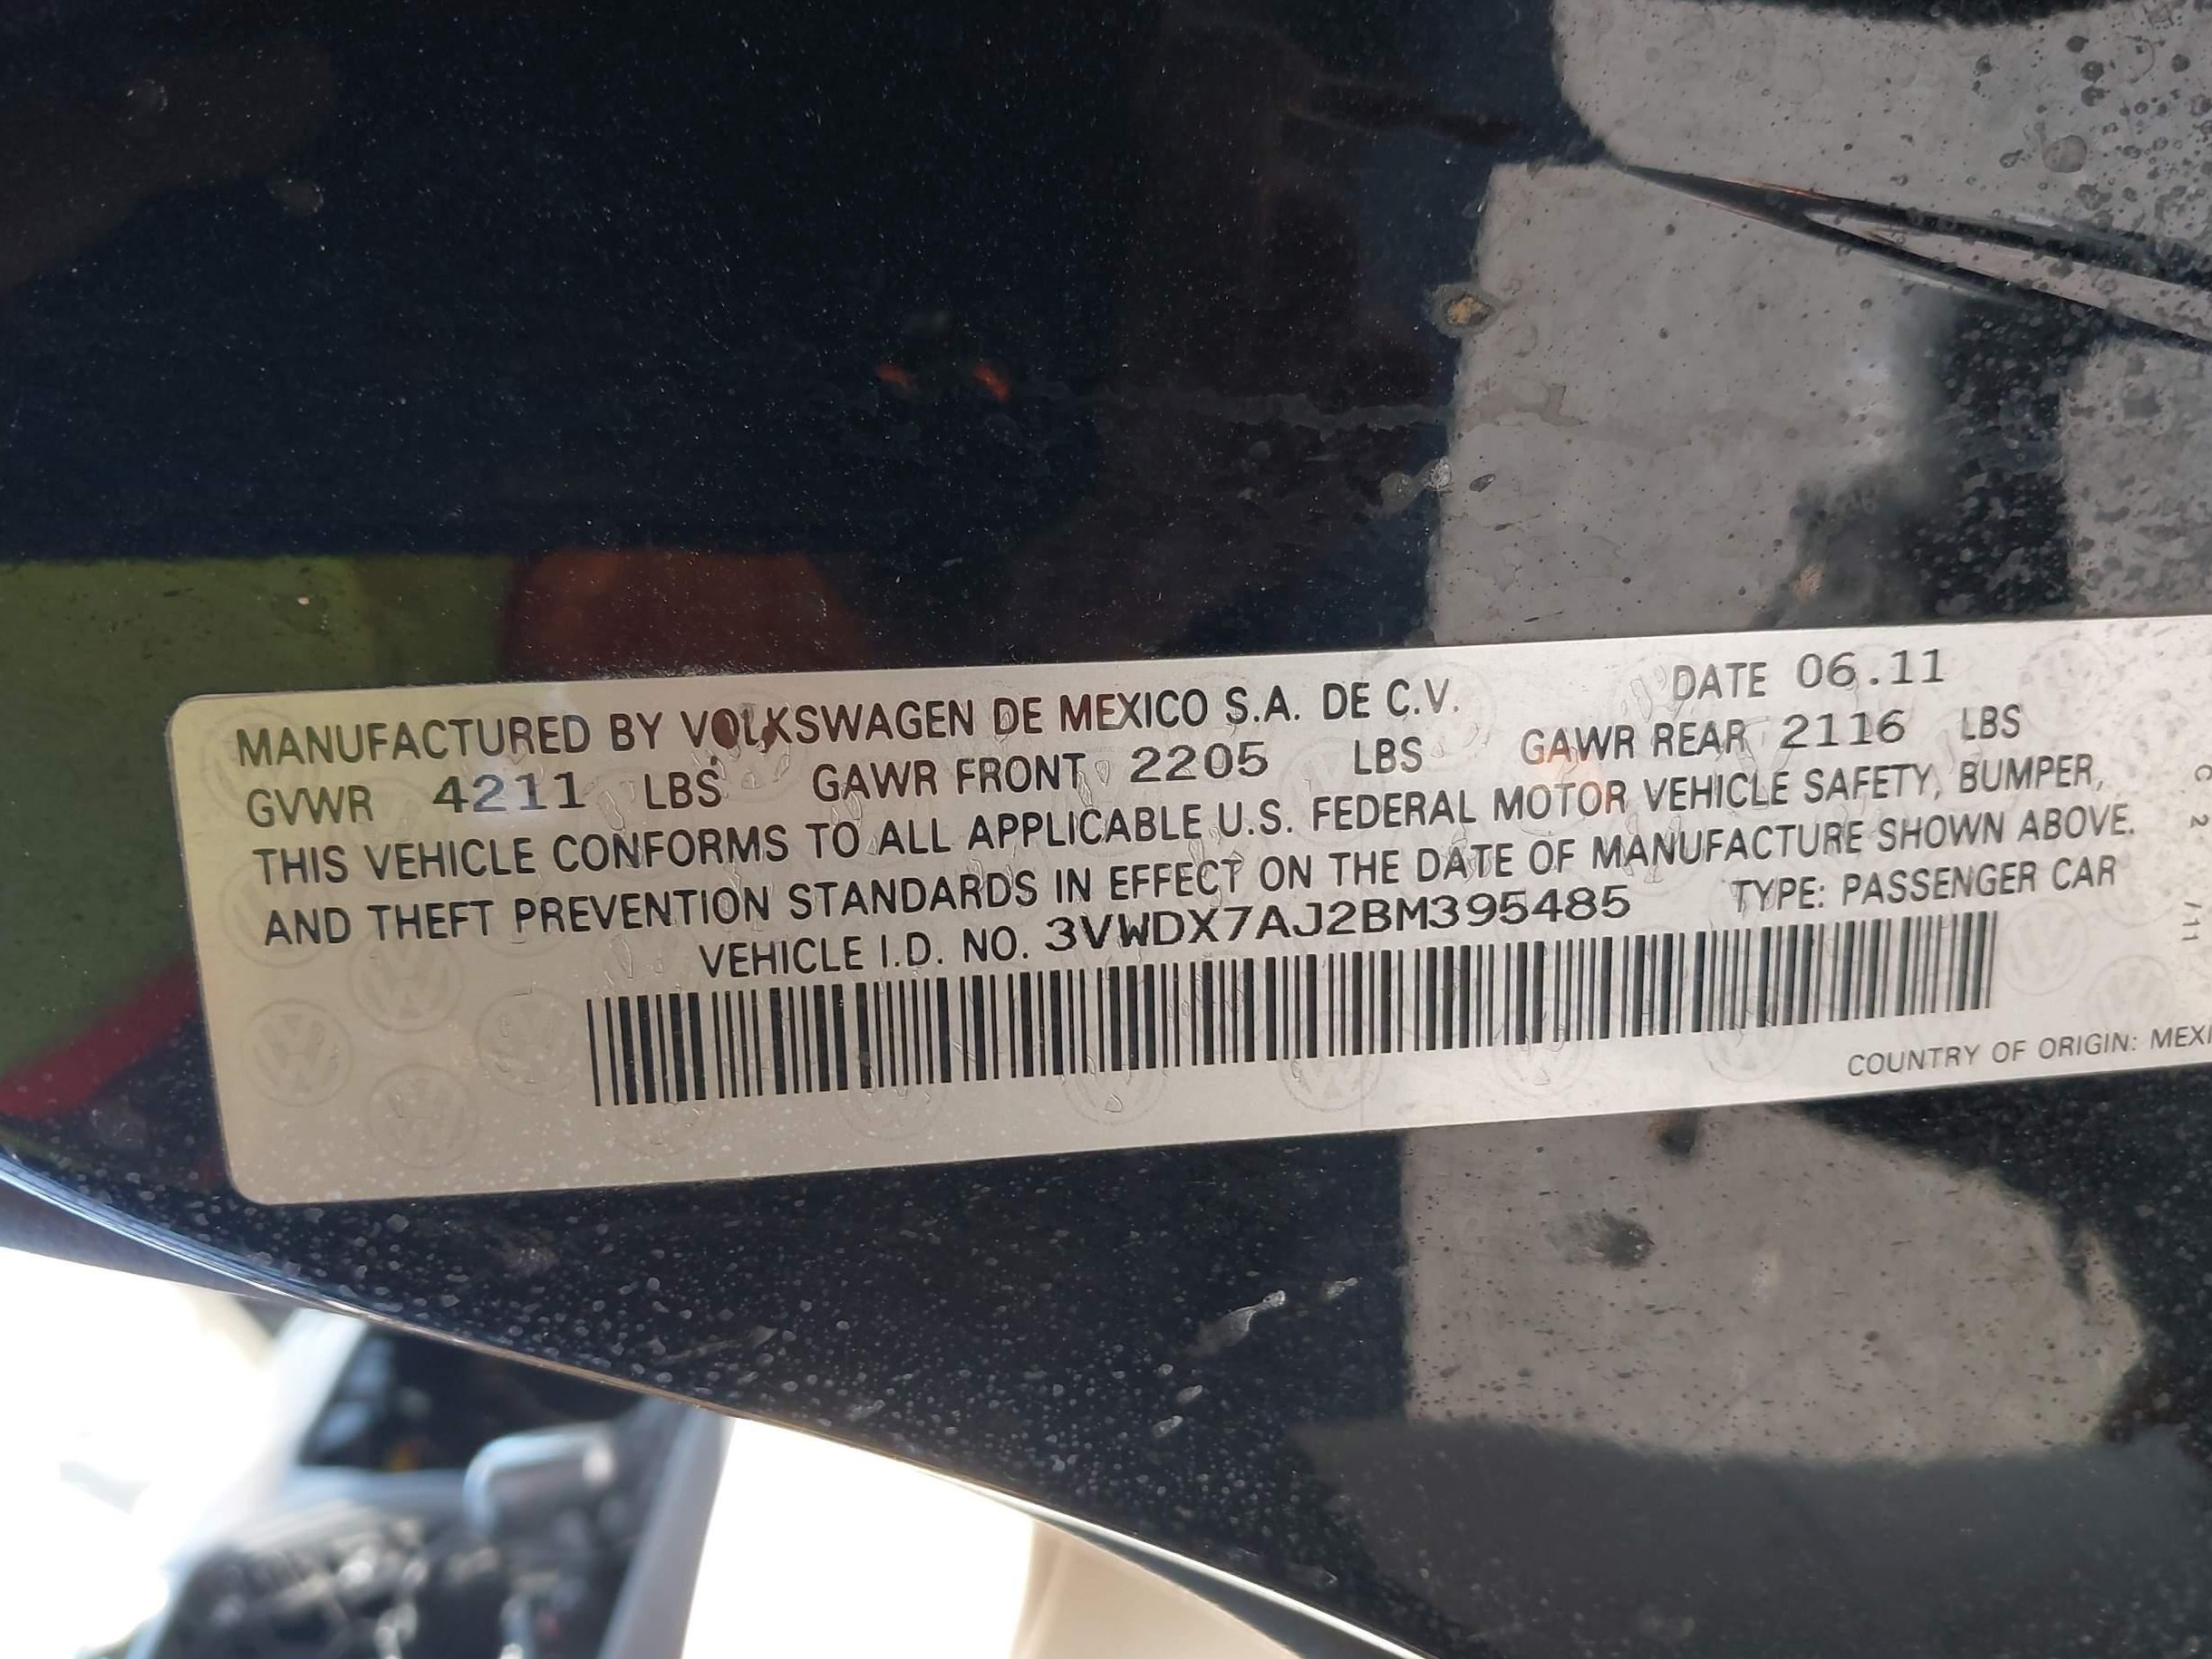 MANUFACTURED BY VOLKSWAGEN DE MEXICO S.A. DE C.V. DATE 06.11
GVWR 4211 LBS GAWR FRONT 2205 LBS GAWR REAR 2116 LBS
THIS VEHICLE CONFORMS TO ALL APPLICABLE U.S. FEDERAL MOTOR VEHICLE SAFETY, BUMPER,
AND THEFT PREVENTION STANDARDS IN EFFECT ON THE DATE OF MANUFACTURE SHOWN ABOVE.
VEHICLE I.D. NO. 3VWDX7AJ2BM395485 TYPE: PASSENGER CAR
COUNTRY OF ORIGIN: